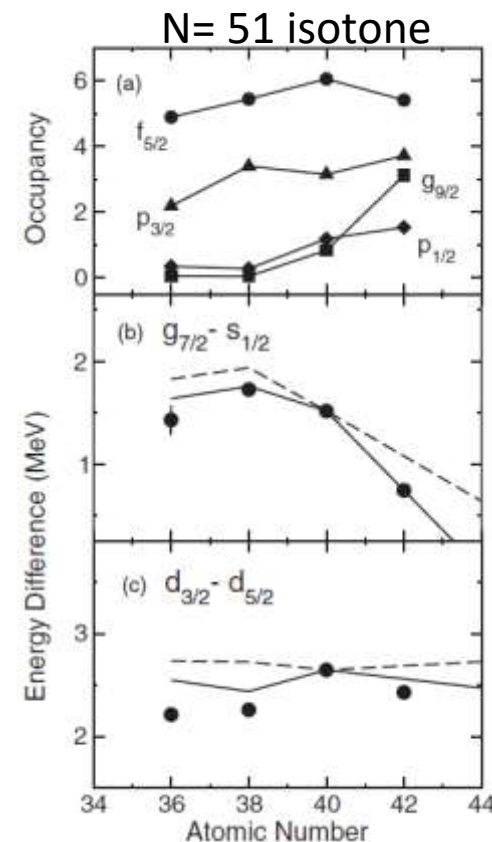 N= 51 isotone
(a)
6
f5/2
4
Occupancy
p3/2
g9/2
2
p1/2
0
(b) g7/2- s1/2
2
1
Energy Difference (MeV)
(c) d3/2- d5/2
3
2
34 36 38 40 42 44
Atomic Number